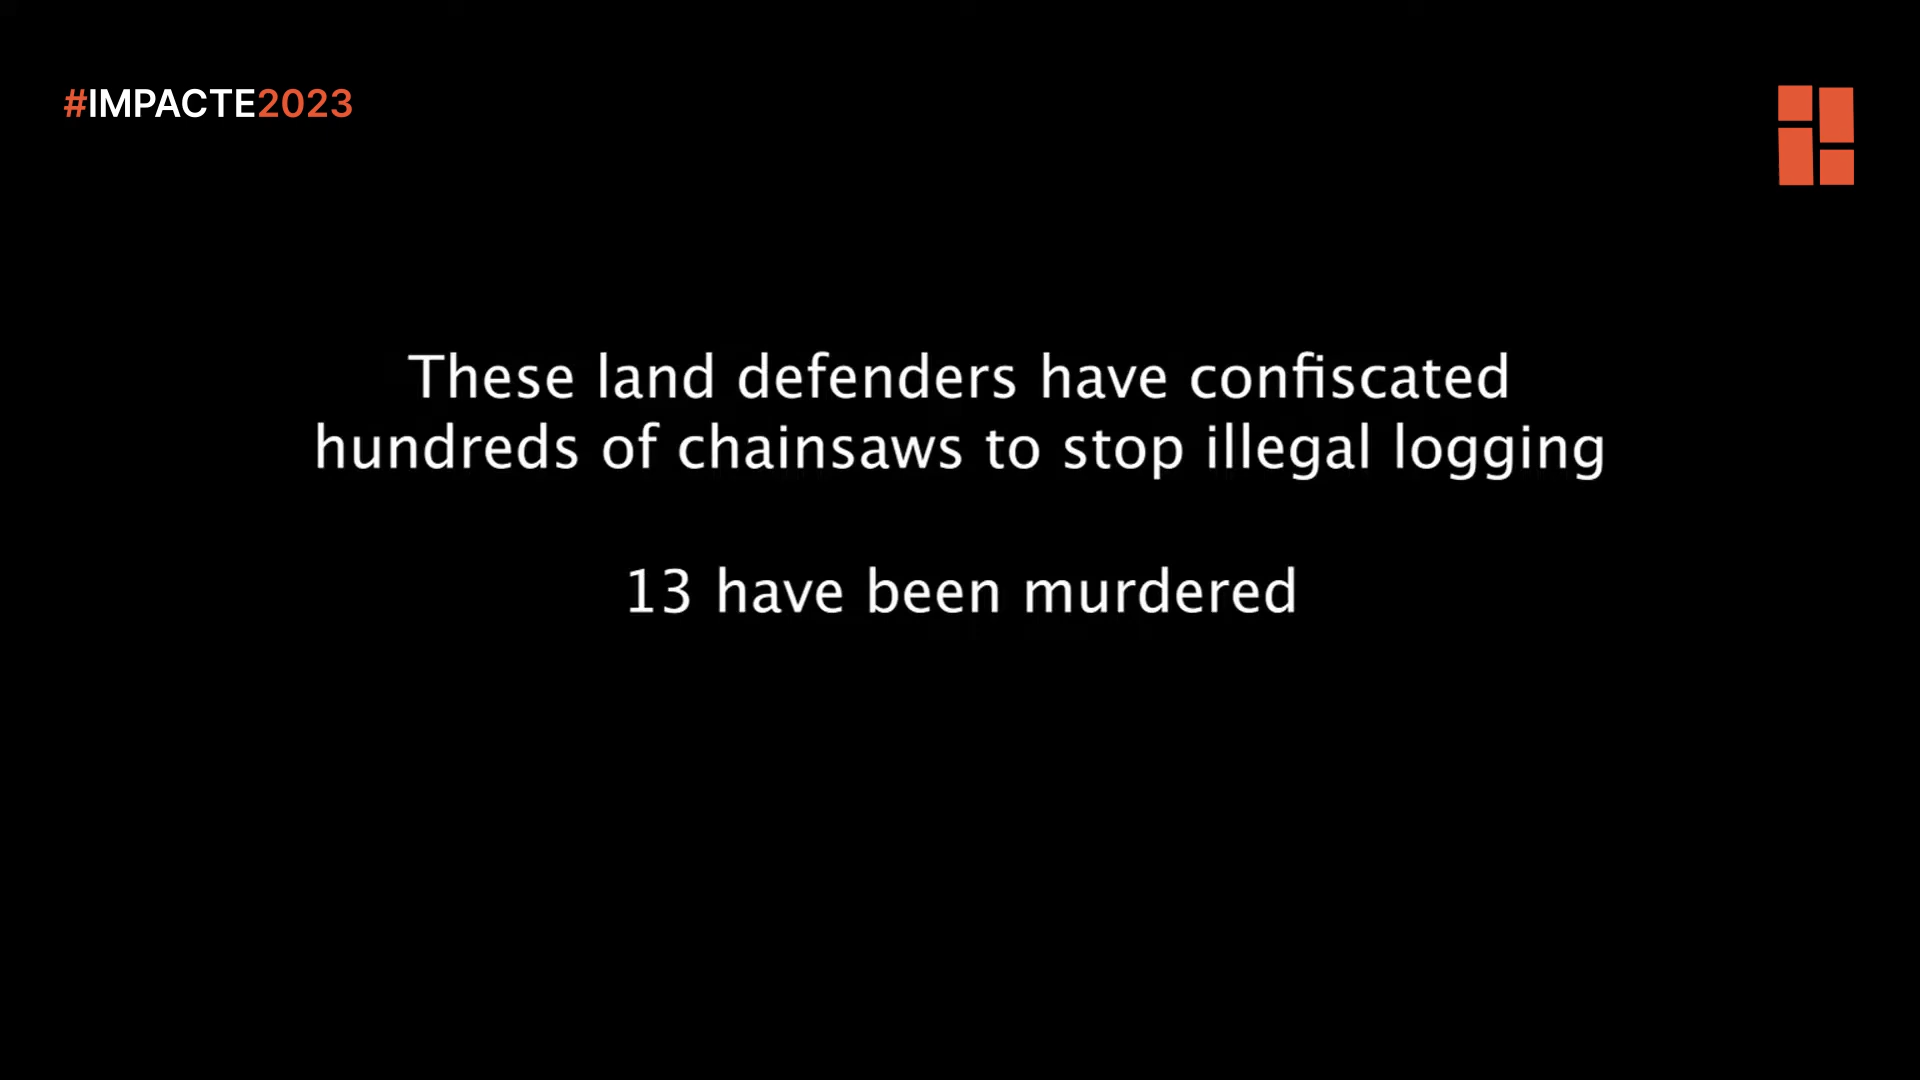 #IMPACTE2023
These land defenders have confiscated
hundreds of chainsaws to stop illegal logging
13 have been murdered